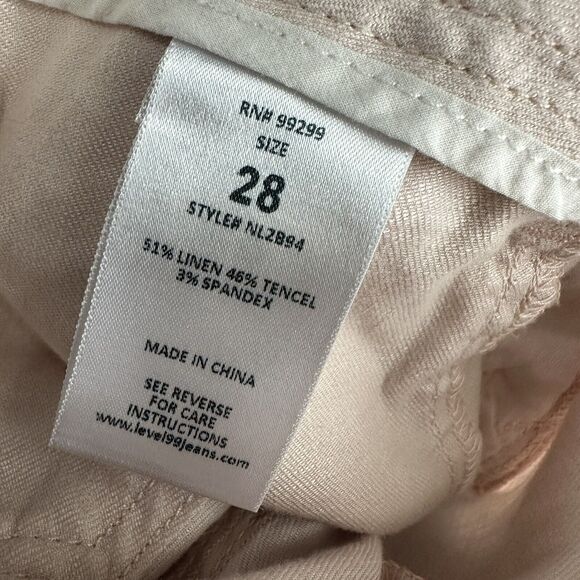 RN# 99299
SIZE
28
STYLE# NLZB94
51% LINEN 46% TENCEL
3% SPANDEX
MADE IN CHINA
SEE REVERSE
FOR CARE
INSTRUCTIONS
www.level99jeans.com